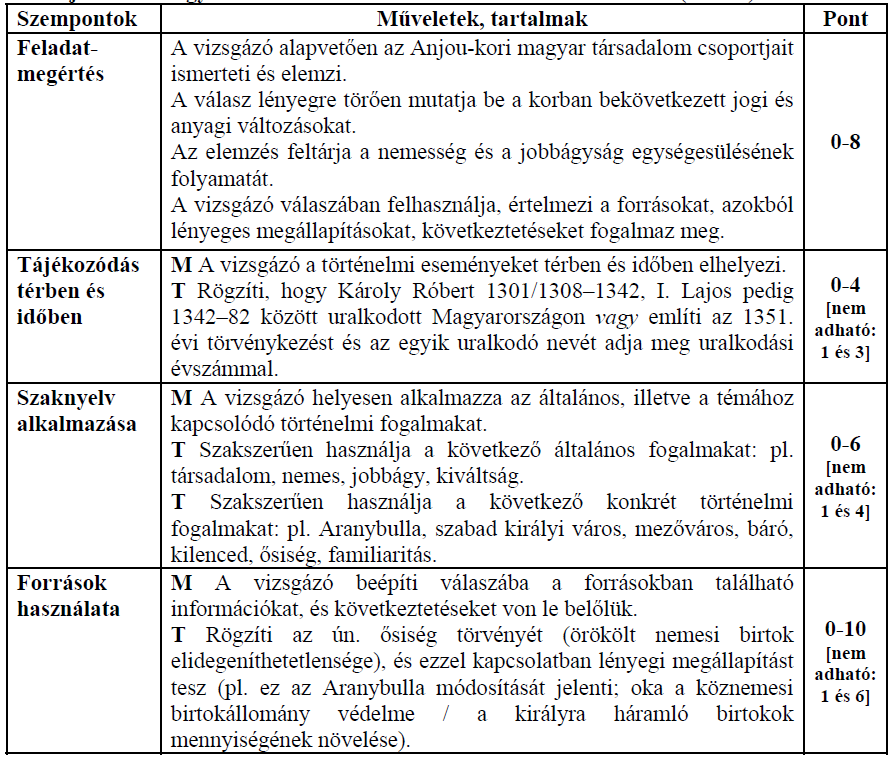 Szempontok Műveletek, tartalmak Pont
Feladat-
megértés
A vizsgázó alapvetően az Anjou-kori magyar társadalom csoportjait
ismerteti és elemzi.
A válasz lényegre törően mutatja be a korban bekövetkezett jogi és
anyagi változásokat.
Az elemzés feltárja a nemesség és a jobbágyság egységesülésének
folyamatát.
A vizsgázó válaszában felhasználja, értelmezi a forrásokat, azokból
lényeges megállapításokat, következtetéseket fogalmaz meg.
0-8
Tájékozódás
térben és
időben
M A vizsgázó a történelmi eseményeket térben és időben elhelyezi.
T Rögzíti, hogy Károly Róbert 1301/1308–1342, I. Lajos pedig
1342–82 között uralkodott Magyarországon vagy említi az 1351.
évi törvénykezést és az egyik uralkodó nevét adja meg uralkodási
évszámmal.
0-4
[nem
adható:
1 és 3]
Szaknyelv
alkalmazása
M A vizsgázó helyesen alkalmazza az általános, illetve a témához
kapcsolódó történelmi fogalmakat.
T Szakszerűen használja a következő általános fogalmakat: pl.
társadalom, nemes, jobbágy, kiváltság.
T Szakszerűen használja a következő konkrét történelmi
fogalmakat: pl. Aranybulla, szabad királyi város, mezőváros, báró,
kilenced, ősiség, familiaritás.
0-6
[nem
adható:
1 és 4]
Források
használata
M A vizsgázó beépíti válaszába a forrásokban található
információkat, és következtetéseket von le belőlük.
T Rögzíti az ún. ősiség törvényét (örökölt nemesi birtok
elidegeníthetetlensége), és ezzel kapcsolatban lényegi megállapítást
tesz (pl. ez az Aranybulla módosítását jelenti; oka a köznemesi
birtokállomány védelme / a királyra háramló birtokok
mennyiségének növelése).
0-10
[nem
adható:
1 és 6]